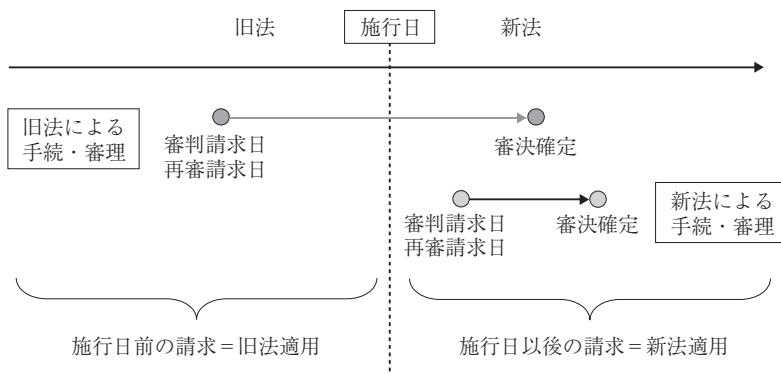 旧法
施行日
新法
旧法による
手続・審理
審判請求日
再審請求日
審決確定
審判請求日
再審請求日
審決確定
新法による
手続・審理
施行日前の請求＝旧法適用
施行日以後の請求＝新法適用